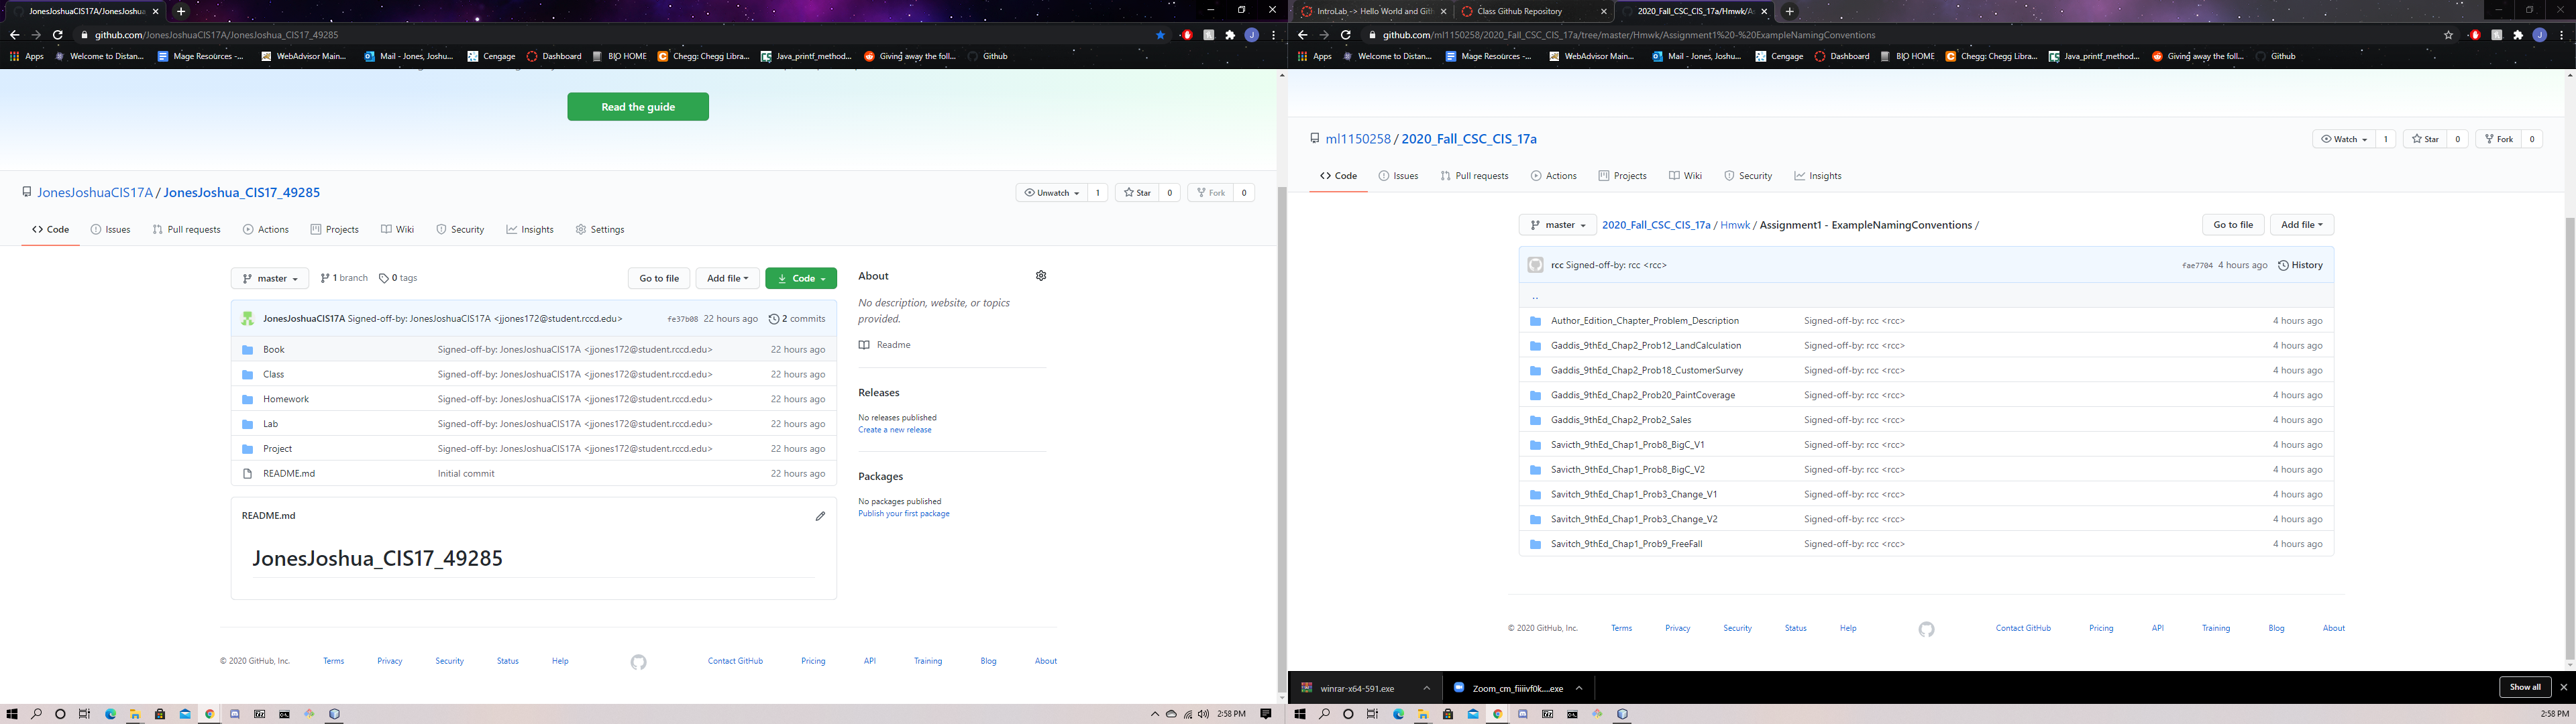 JonesJoshuaCIS17A/JonesJoshua
github.com/JonesJoshuaCIS17A/JonesJoshua_CIS17_49285
Apps
Welcome to Distan...
Mage Resources -...
WebAdvisor Main...
Mail - Jones, Joshu...
Cengage
Dashboard
BJO HOME
Chegg: Chegg Libra...
Java_printf_method...
Giving away the foll...
Github
Read the guide
JonesJoshuaCIS17A / JonesJoshua_CIS17_49285
Unwatch 1
Star 0
Fork 0
Code
Issues
Pull requests
Actions
Projects
Wiki
Security
Insights
Settings
master
1 branch
0 tags
Go to file
Add file
Code
JonesJoshuaCIS17A Signed-off-by: JonesJoshuaCIS17A <jjones172@student.rccd.edu> fe37b08 22 hours ago 2 commits
Book Signed-off-by: JonesJoshuaCIS17A <jjones172@student.rccd.edu> 22 hours ago
Class Signed-off-by: JonesJoshuaCIS17A <jjones172@student.rccd.edu> 22 hours ago
Homework Signed-off-by: JonesJoshuaCIS17A <jjones172@student.rccd.edu> 22 hours ago
Lab Signed-off-by: JonesJoshuaCIS17A <jjones172@student.rccd.edu> 22 hours ago
Project Signed-off-by: JonesJoshuaCIS17A <jjones172@student.rccd.edu> 22 hours ago
README.md Initial commit 22 hours ago
README.md
JonesJoshua_CIS17_49285
About
No description, website, or topics
provided.
Readme
Releases
No releases published
Create a new release
Packages
No packages published
Publish your first package
© 2020 GitHub, Inc. Terms Privacy Security Status Help Contact GitHub Pricing API Training Blog About
2:58 PM
IntroLab -> Hello World and Gith
Class Github Repository
2020_Fall_CSC_CIS_17a/Hmwk/As
github.com/ml1150258/2020_Fall_CSC_CIS_17a/tree/master/Hmwk/Assignment1%20-%20ExampleNamingConventions
Apps
Welcome to Distan...
Mage Resources -...
WebAdvisor Main...
Mail - Jones, Joshu...
Cengage
Dashboard
BJO HOME
Chegg: Chegg Libra...
Java_printf_method...
Giving away the foll...
Github
ml1150258 / 2020_Fall_CSC_CIS_17a
Watch 1
Star 0
Fork 0
Code
Issues
Pull requests
Actions
Projects
Wiki
Security
Insights
master
2020_Fall_CSC_CIS_17a / Hmwk / Assignment1 - ExampleNamingConventions /
Go to file
Add file
rcc Signed-off-by: rcc <rcc> fae7704 4 hours ago History
..
Author_Edition_Chapter_Problem_Description Signed-off-by: rcc <rcc> 4 hours ago
Gaddis_9thEd_Chap2_Prob12_LandCalculation Signed-off-by: rcc <rcc> 4 hours ago
Gaddis_9thEd_Chap2_Prob18_CustomerSurvey Signed-off-by: rcc <rcc> 4 hours ago
Gaddis_9thEd_Chap2_Prob20_PaintCoverage Signed-off-by: rcc <rcc> 4 hours ago
Gaddis_9thEd_Chap2_Prob2_Sales Signed-off-by: rcc <rcc> 4 hours ago
Savicth_9thEd_Chap1_Prob8_BigC_V1 Signed-off-by: rcc <rcc> 4 hours ago
Savicth_9thEd_Chap1_Prob8_BigC_V2 Signed-off-by: rcc <rcc> 4 hours ago
Savitch_9thEd_Chap1_Prob3_Change_V1 Signed-off-by: rcc <rcc> 4 hours ago
Savitch_9thEd_Chap1_Prob3_Change_V2 Signed-off-by: rcc <rcc> 4 hours ago
Savitch_9thEd_Chap1_Prob9_FreeFall Signed-off-by: rcc <rcc> 4 hours ago
© 2020 GitHub, Inc. Terms Privacy Security Status Help Contact GitHub Pricing API Training Blog About
winrar-x64-591.exe
Show all
2:58 PM